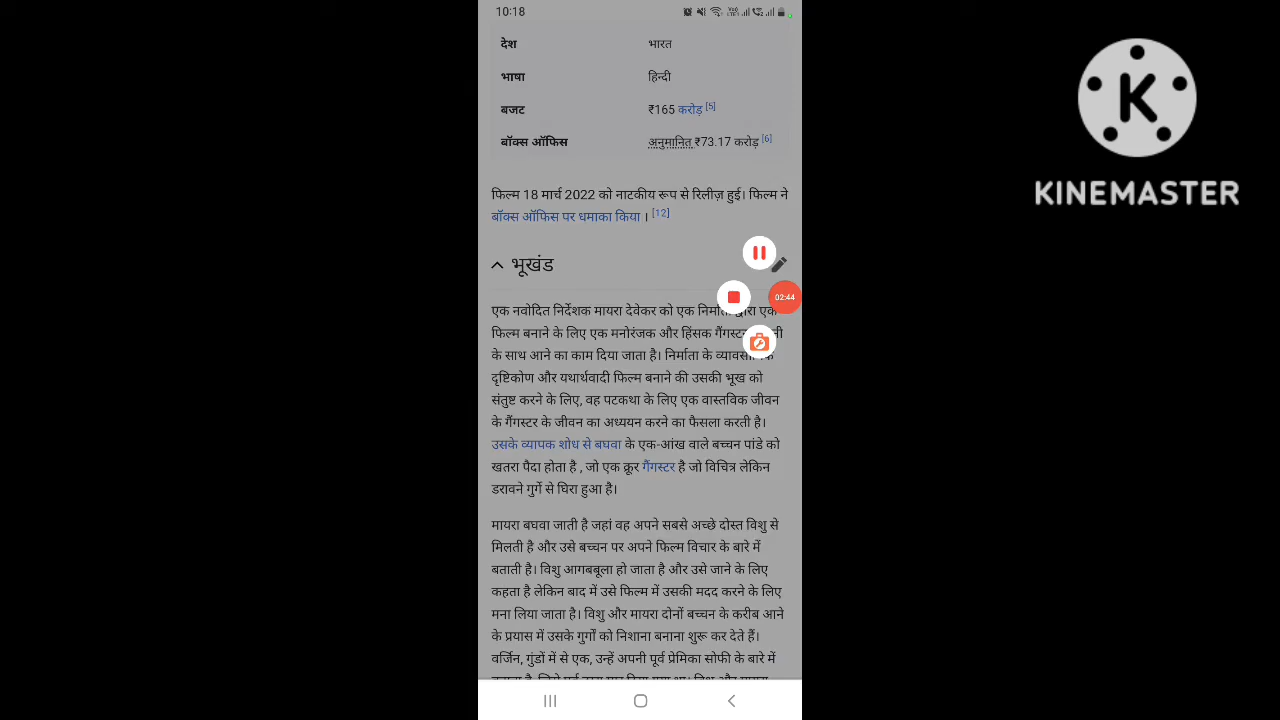 10:18
देश भारत
भाषा हिन्दी
बजट ₹165 करोड़ [5]
बॉक्स ऑफिस अनुमानित ₹73.17 करोड़ [6]
KINEMASTER
फिल्म 18 मार्च 2022 को नाटकीय रूप से रिलीज़ हुई। फिल्म ने
बॉक्स ऑफिस पर धमाका किया । [12]
भूखंड
02:44
एक नवोदित निर्देशक मायरा देवेकर को एक एक
फिल्म बनाने के लिए एक मनोरंजक और हिंसक
के साथ आने का काम दिया जाता है। निर्माता के
दृष्टिकोण और यथार्थवादी फिल्म बनाने की उसकी भूख को
संतुष्ट करने के लिए, वह पटकथा के लिए एक वास्तविक जीवन
के गैंगस्टर के जीवन का अध्ययन करने का फैसला करती है।
उसके व्यापक शोध से बघवा के एक-आंख वाले बच्चन पांडे को
खतरा पैदा होता है , जो एक क्रूर गैंगस्टर है जो विचित्र लेकिन
डरावने गुर्गे से घिरा हुआ है।
मायरा बघवा जाती है जहां वह अपने सबसे अच्छे दोस्त विशु से
मिलती है और उसे बच्चन पर अपने फिल्म विचार के बारे में
बताती है। विशु आगबबूला हो जाता है और उसे जाने के लिए
कहता है लेकिन बाद में उसे फिल्म में उसकी मदद करने के लिए
मना लिया जाता है। विशु और मायरा दोनों बच्चन के करीब आने
के प्रयास में उसके गुर्गों को निशाना बनाना शुरू कर देते हैं।
वर्जिन, गुंडों में से एक, उन्हें अपनी पूर्व प्रेमिका सोफी के बारे में